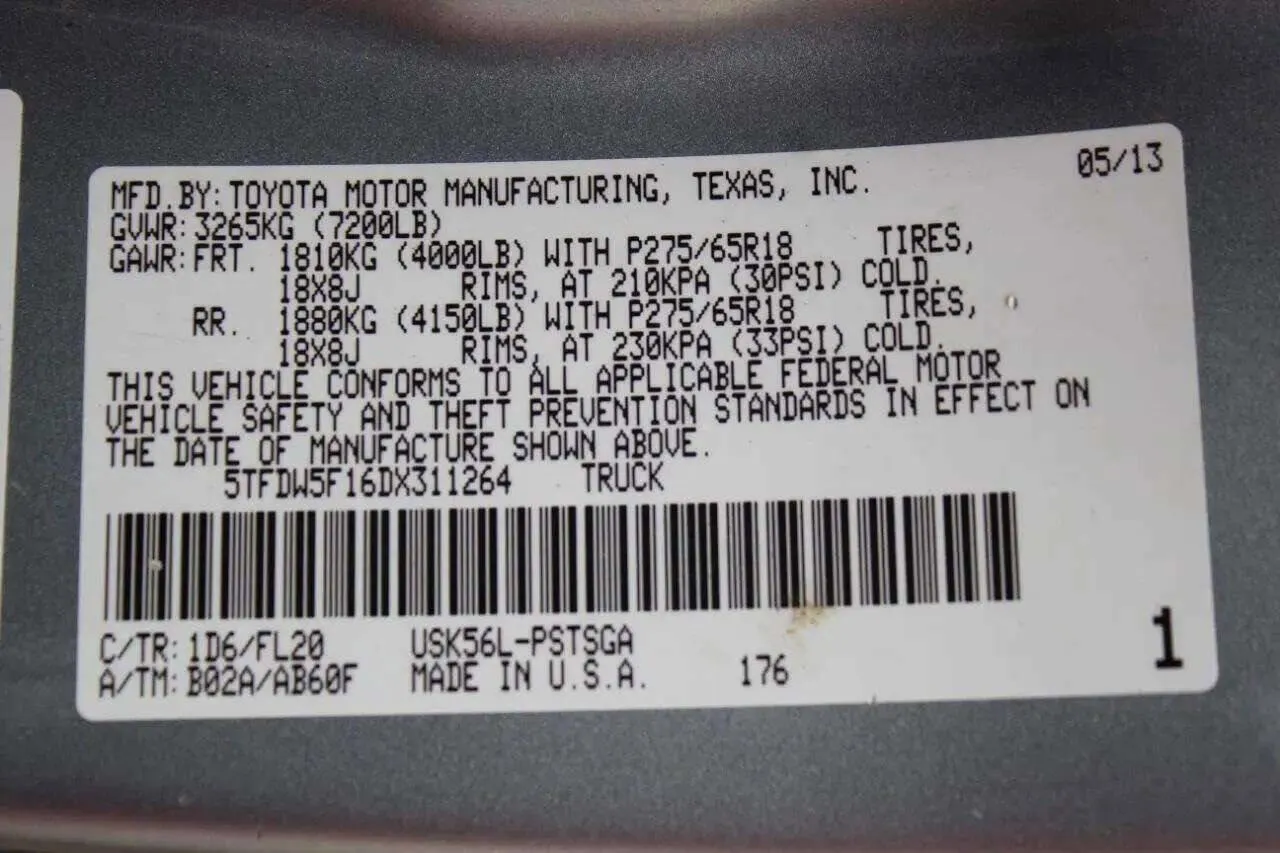 05/13
MFD.BY: TOYOTA MOTOR MANUFACTURING, TEXAS, INC.
GVWR: 3265KG (7200LB)
GAWR: FRT. 1810KG (4000LB) WITH P275/65R18 TIRES,
18X8J RIMS, AT 210KPA (30PSI) COLD.
RR. 1880KG (4150LB) WITH P275/65R18 TIRES,
18X8J RIMS, AT 230KPA (33PSI) COLD.
THIS VEHICLE CONFORMS TO ALL APPLICABLE FEDERAL MOTOR
VEHICLE SAFETY AND THEFT PREVENTION STANDARDS IN EFFECT ON
THE DATE OF MANUFACTURE SHOWN ABOVE.
5TFDW5F16DX311264 TRUCK
C/TR: 1D6/FL20 USK56L-PSTSGA
A/TM: B02A/AB60F MADE IN U.S.A. 176
1